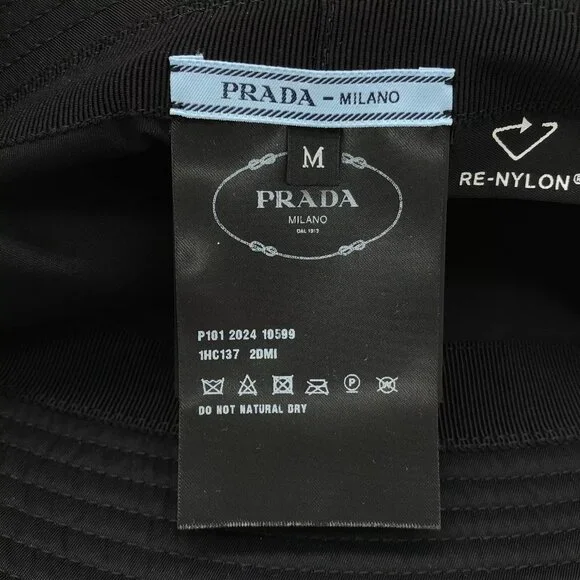 PRADA - MILANO
M
PRADA
MILANO
DAL 1913
RE-NYLON®
P101 2024 10599
1HC137 2DMI
DO NOT NATURAL DRY